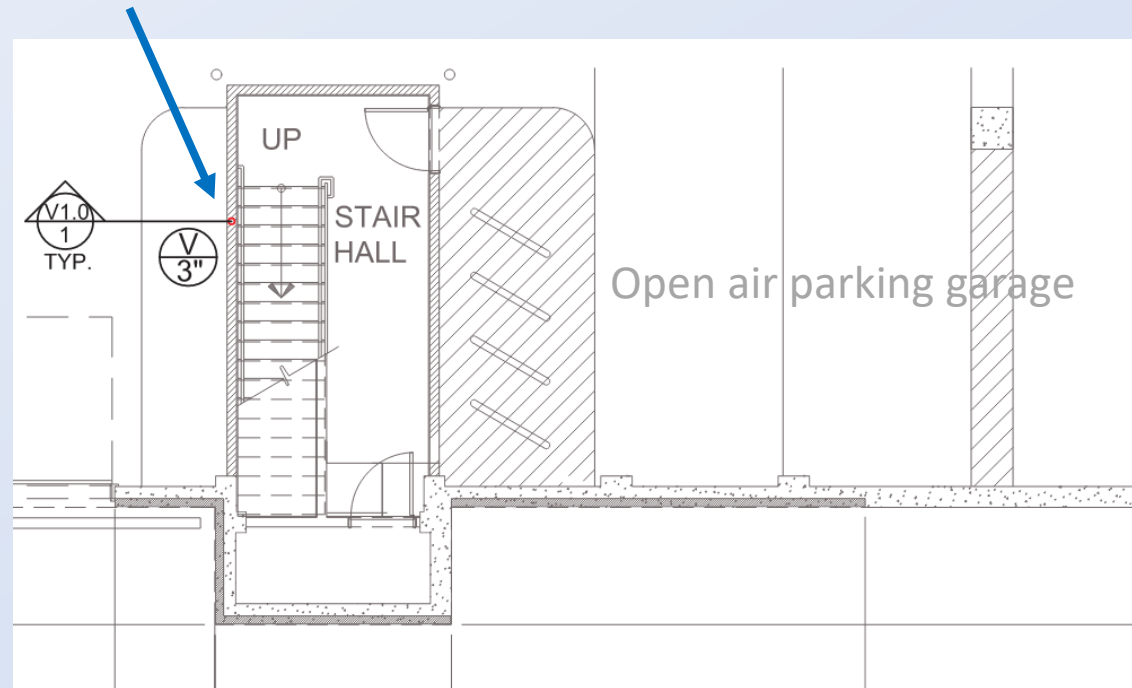 UP
V1.0
1
TYP.
V
3"
STAIR
HALL
Open air parking garage